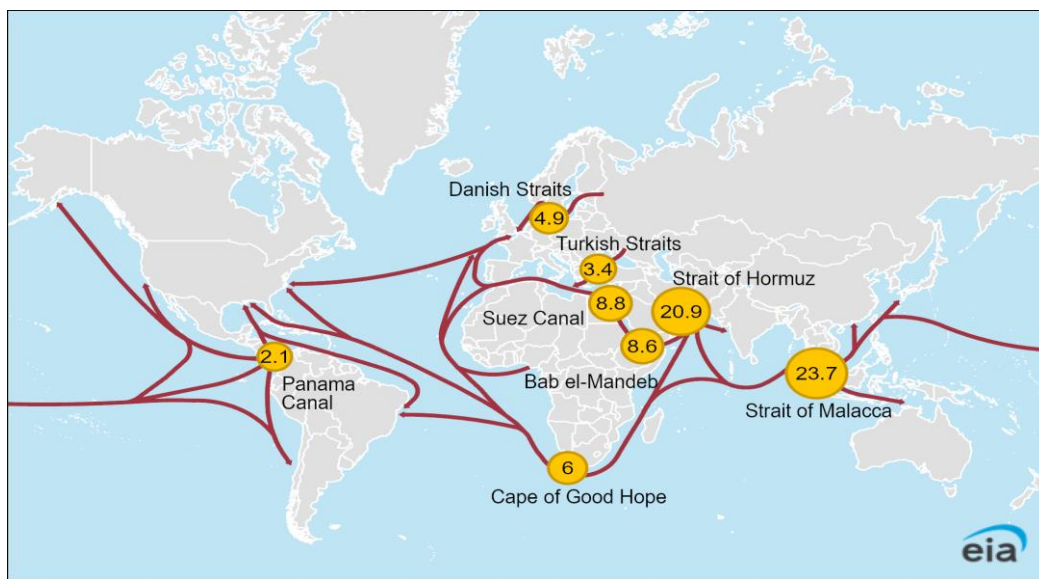 Danish Straits
4.9
Turkish Straits
3.4
Strait of Hormuz
8.8
20.9
Suez Canal
8.6
2.1
Bab el-Mandeb
23.7
Panama
Canal
Strait of Malacca
6
Cape of Good Hope
eia